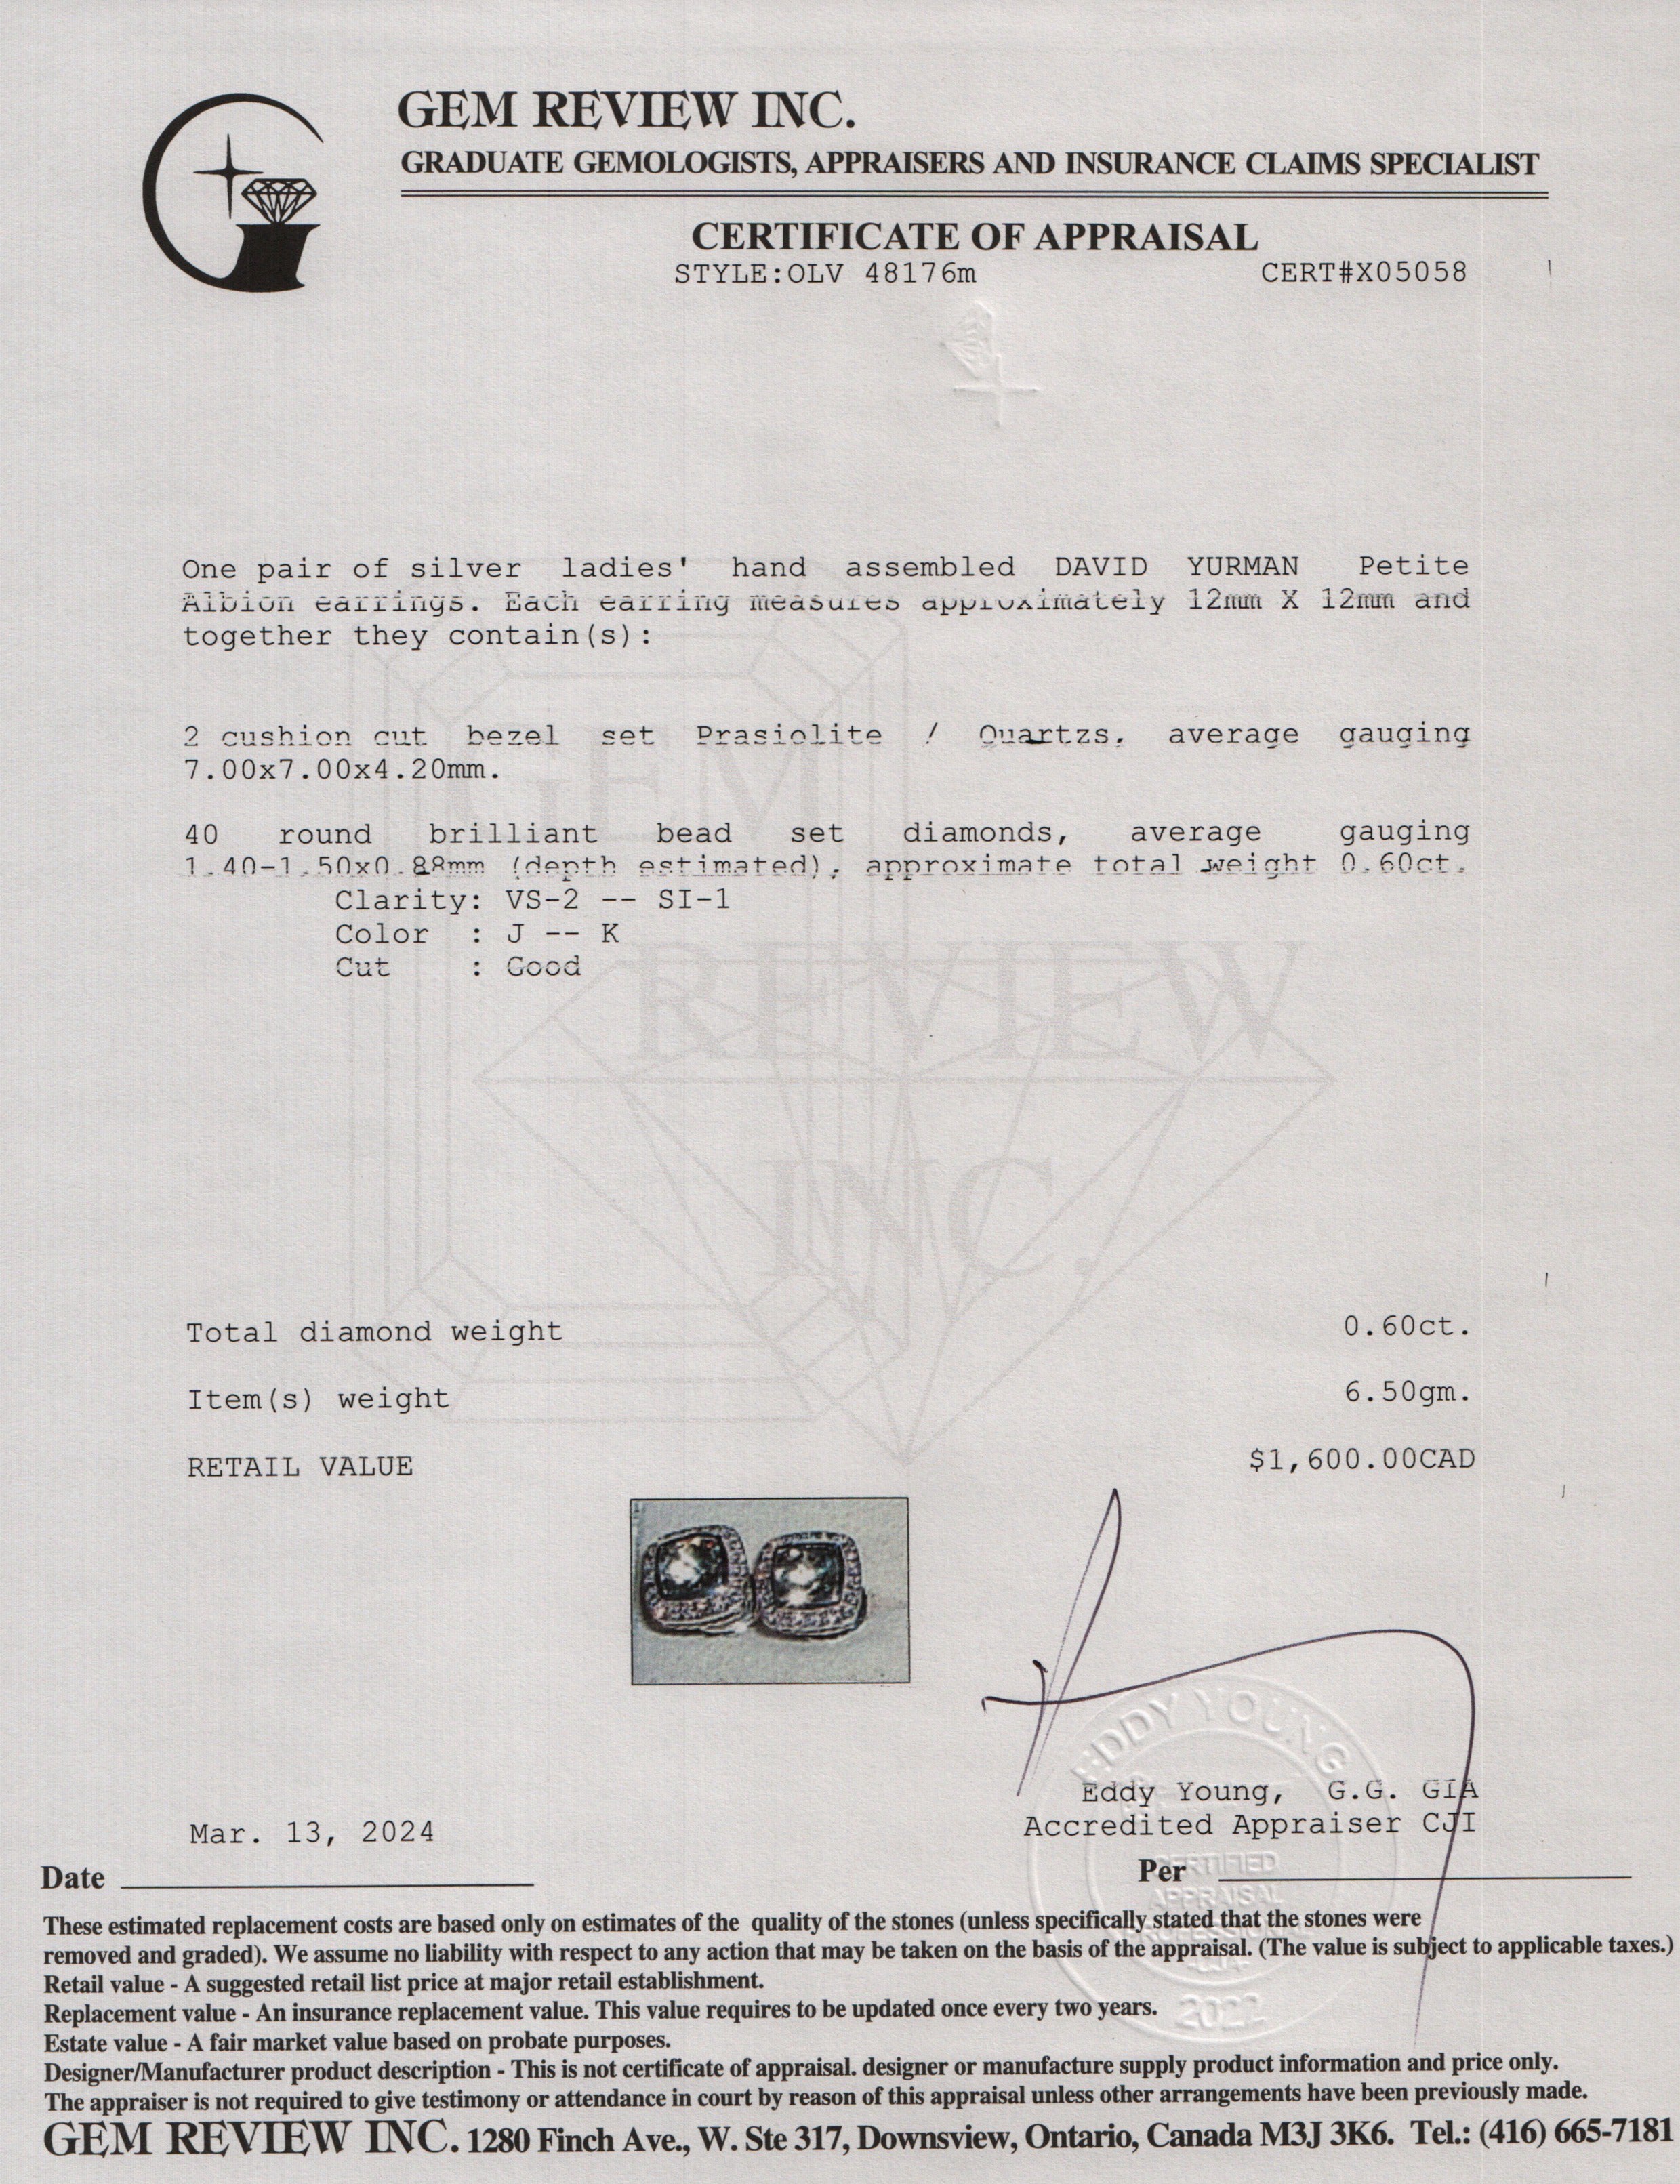 GEM REVIEW INC.
GRADUATE GEMOLOGISTS, APPRAISERS AND INSURANCE CLAIMS SPECIALIST
CERTIFICATE OF APPRAISAL
STYLE:OLV 48176m CERT#X05058
One pair of silver ladies' hand assembled DAVID YURMAN Petite
Albion earrings. Each earring measures approximately 12mm X 12mm and
together they contain(s):
2 cushion cut bezel set Prasiolite / Quartzs, average gauging
7.00x7.00x4.20mm.
40 round brilliant bead set diamonds, average gauging
1.40-1.50x0.88mm (depth estimated), approximate total weight 0.60ct.
Clarity: VS-2 -- SI-1
Color : J -- K
Cut : Good
GEM
REVIEW
INC.
Total diamond weight 0.60ct.
Item(s) weight 6.50gm.
RETAIL VALUE $1,600.00CAD
EDDY YOUNG
Eddy Young, G.G. GIA
Accredited Appraiser CJI
Mar. 13, 2024
Date
Per
CERTIFIED
APPRAISAL
PROFESSIONAL
2022
These estimated replacement costs are based only on estimates of the quality of the stones (unless specifically stated that the stones were
removed and graded). We assume no liability with respect to any action that may be taken on the basis of the appraisal. (The value is subject to applicable taxes.)
Retail value - A suggested retail list price at major retail establishment.
Replacement value - An insurance replacement value. This value requires to be updated once every two years.
Estate value - A fair market value based on probate purposes.
Designer/Manufacturer product description - This is not certificate of appraisal. designer or manufacture supply product information and price only.
The appraiser is not required to give testimony or attendance in court by reason of this appraisal unless other arrangements have been previously made.
GEM REVIEW INC. 1280 Finch Ave., W. Ste 317, Downsview, Ontario, Canada M3J 3K6. Tel.: (416) 665-7181